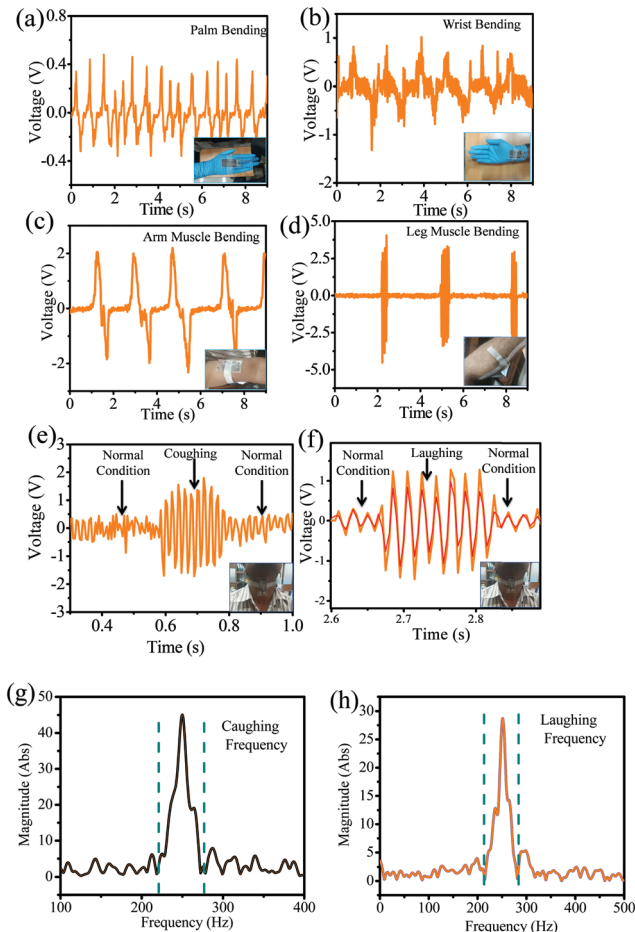 (a)
Palm Bending
0.8
0.4
0.0
-0.4
Voltage (V)
0 2 4 6 8
Time (s)
(b)
Wrist Bending
2
1
0
-1
-2
Voltage (V)
0 2 4 6 8
Time (s)
(c)
Arm Muscle Bending
2
0
-2
Voltage (V)
0 2 4 6 8
Time (s)
(d)
Leg Muscle Bending
5.0
2.5
0.0
-2.5
-5.0
Voltage (V)
0 2 4 6 8
Time (s)
(e)
Normal
Condition
Coughing
Normal
Condition
3
2
1
0
-1
-2
-3
Voltage (V)
0.4 0.6 0.8 1.0
Time (s)
(f)
Normal
Condition
Laughing
Normal
Condition
2
1
0
-1
-2
Voltage (V)
2.6 2.7 2.8
Time (s)
(g)
Caughing
Frequency
50
40
30
20
10
0
Magnitude (Abs)
100 200 300 400
Frequency (Hz)
(h)
Laughing
Frequency
30
25
20
15
10
5
0
Magnitude (Abs)
0 100 200 300 400 500
Frequency (Hz)